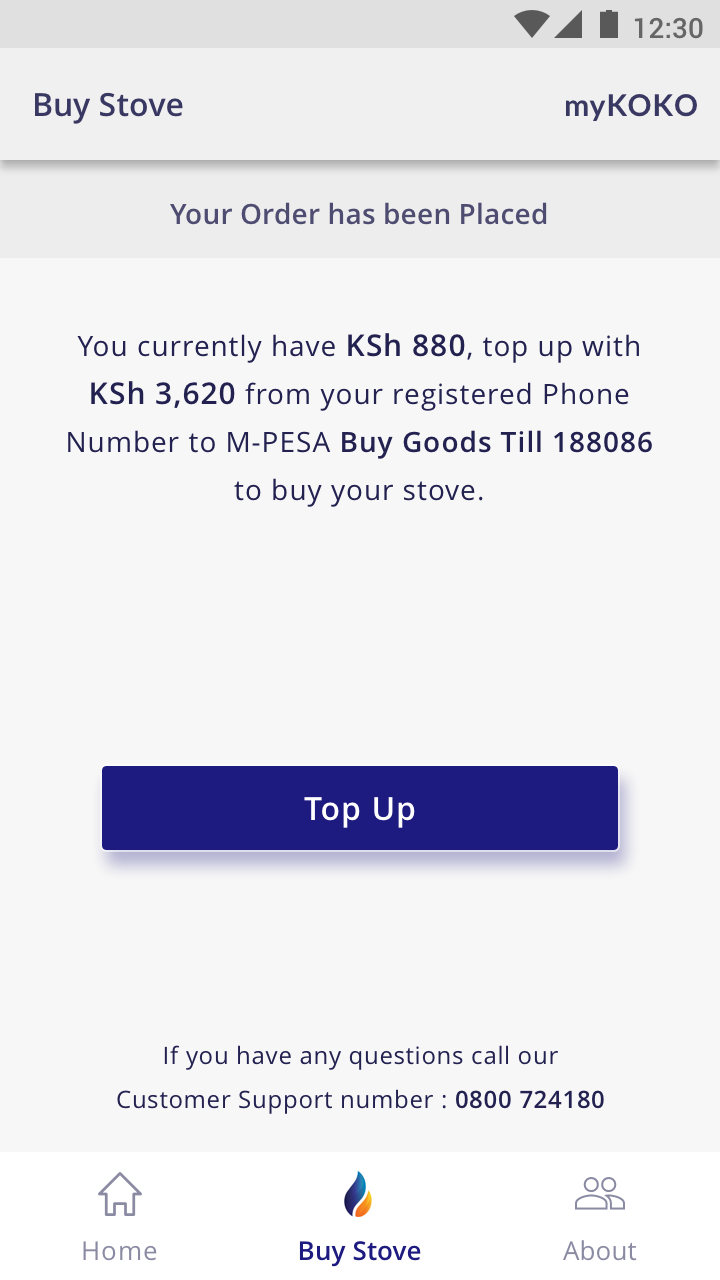 12:30
Buy Stove
myKOKO
Your Order has been Placed
You currently have KSh 880, top up with
KSh 3,620 from your registered Phone
Number to M-PESA Buy Goods Till 188086
to buy your stove.
Top Up
If you have any questions call our
Customer Support number : 0800 724180
Home
Buy Stove
About